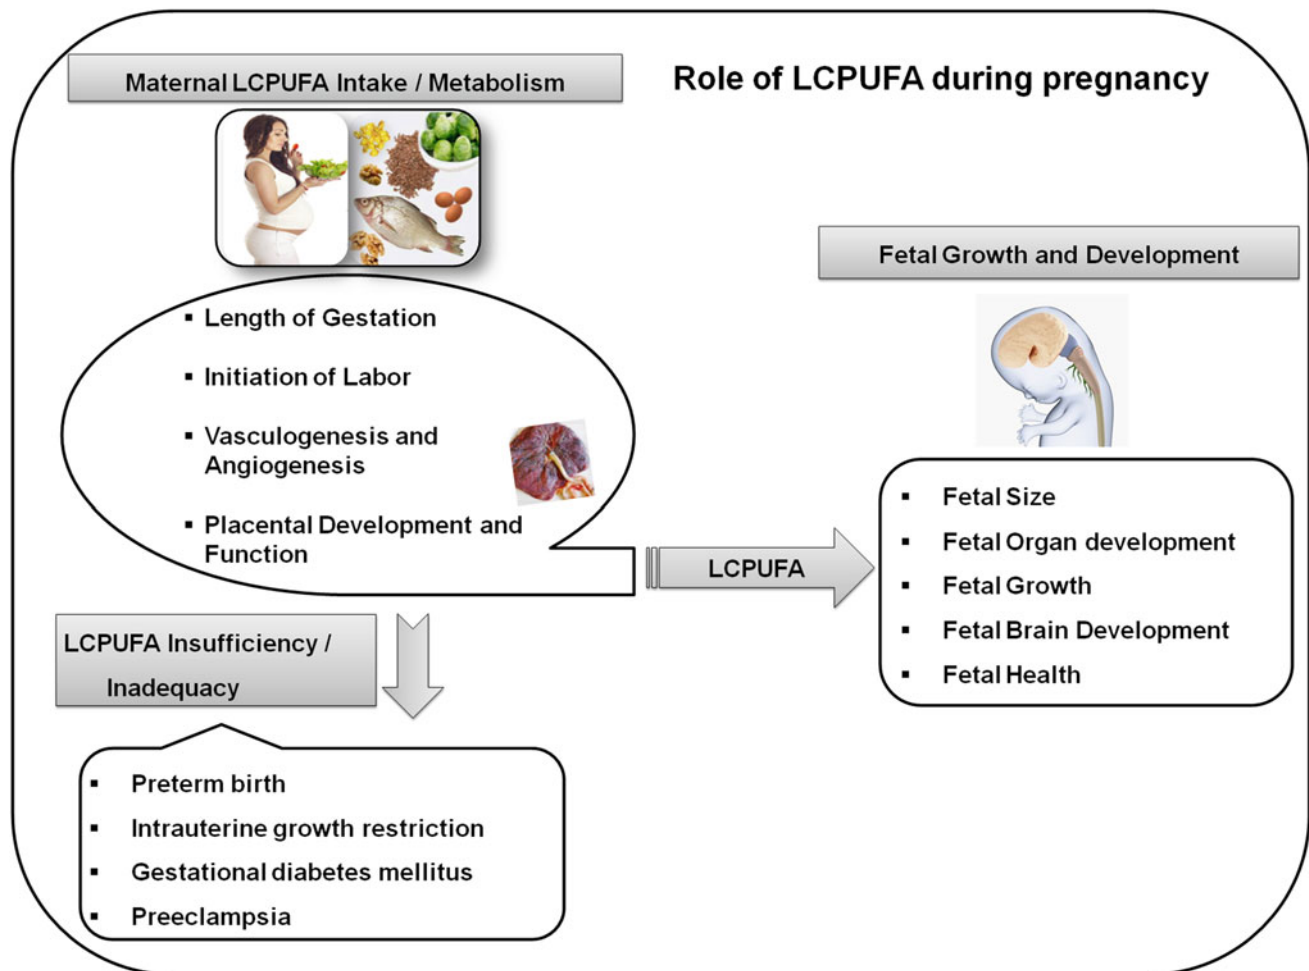 Maternal LCPUFA Intake / Metabolism
Role of LCPUFA during pregnancy
▪ Length of Gestation
▪ Initiation of Labor
▪ Vasculogenesis and
Angiogenesis
▪ Placental Development and
Function
LCPUFA
Fetal Growth and Development
▪ Fetal Size
▪ Fetal Organ development
▪ Fetal Growth
▪ Fetal Brain Development
▪ Fetal Health
LCPUFA Insufficiency /
Inadequacy
▪ Preterm birth
▪ Intrauterine growth restriction
▪ Gestational diabetes mellitus
▪ Preeclampsia